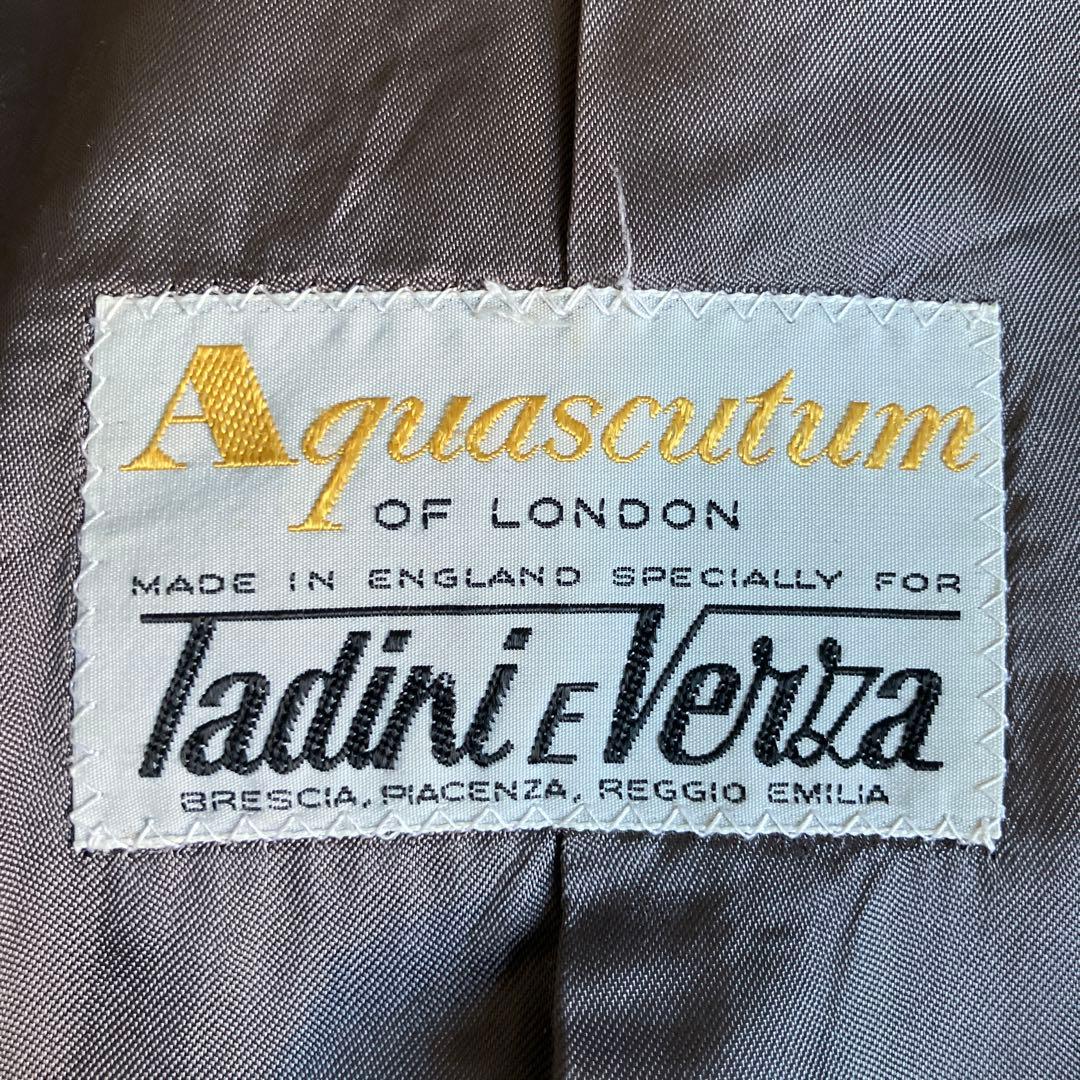 Aquascutum
OF LONDON
MADE IN ENGLAND SPECIALLY FOR
Tadini E Verza
BRESCIA, PIACENZA, REGGIO EMILIA